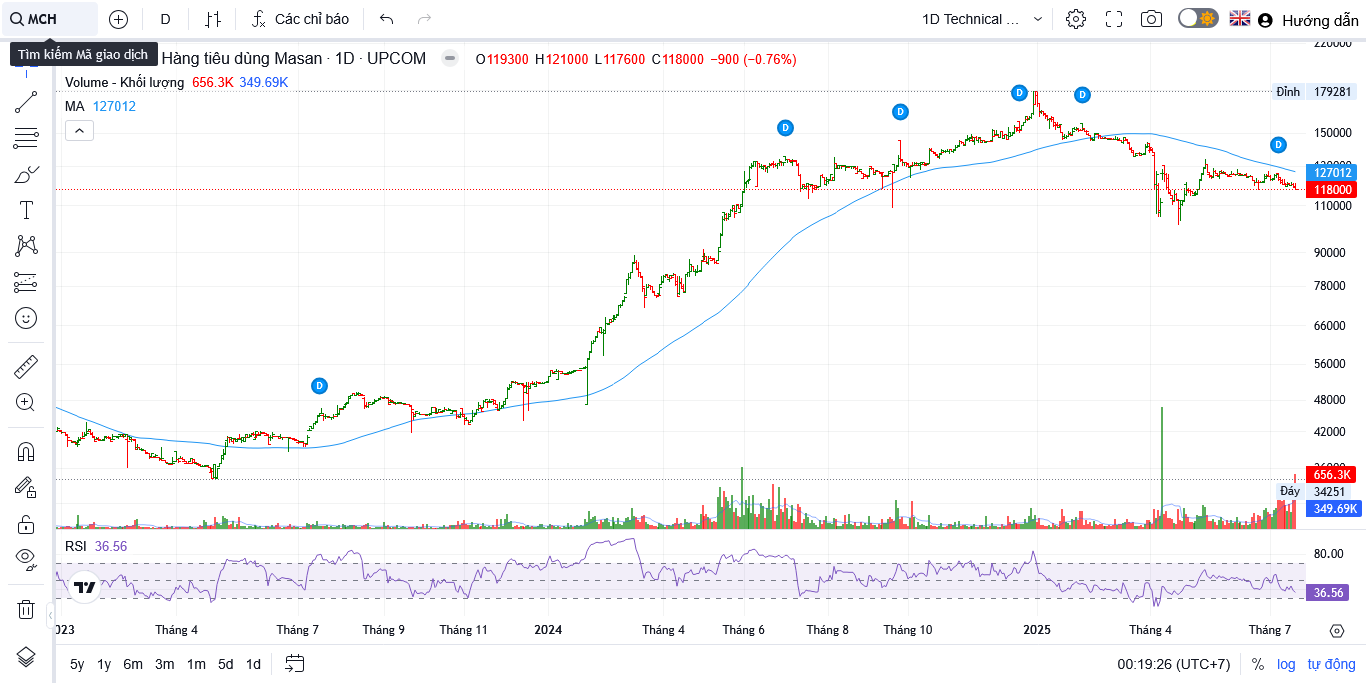 MCH
D
Các chỉ báo
1D Technical ...
Hướng dẫn
Tìm kiếm Mã giao dịch
Hàng tiêu dùng Masan · 1D · UPCOM
O119300 H121000 L117600 C118000 −900 (−0.76%)
Volume - Khối lượng 656.3K 349.69K
MA 127012
220000
Đỉnh 179281
150000
127012
118000
110000
90000
78000
66000
56000
48000
42000
656.3K
Đáy 34251
349.69K
D
D
D
D
D
D
RSI 36.56
80.00
36.56
2023 Tháng 4 Tháng 7 Tháng 9 Tháng 11 2024 Tháng 4 Tháng 6 Tháng 8 Tháng 10 2025 Tháng 4 Tháng 7
5y 1y 6m 3m 1m 5d 1d
00:19:26 (UTC+7) % log tự động